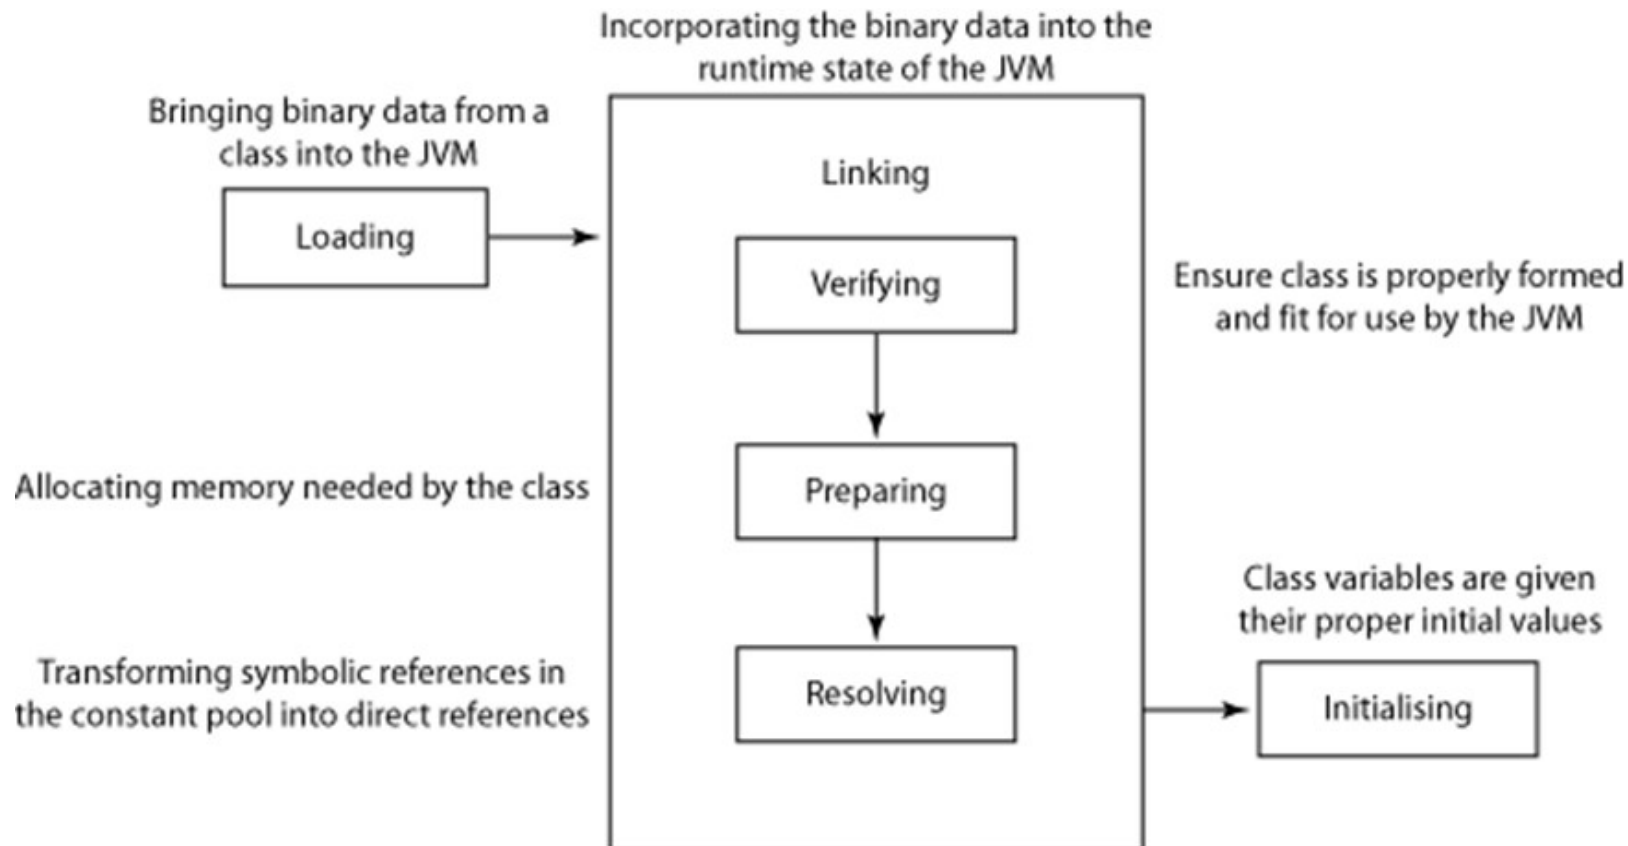 Incorporating the binary data into the
runtime state of the JVM
Bringing binary data from a
class into the JVM
Loading
Linking
Verifying
Ensure class is properly formed
and fit for use by the JVM
Allocating memory needed by the class
Preparing
Transforming symbolic references in
the constant pool into direct references
Resolving
Class variables are given
their proper initial values
Initialising